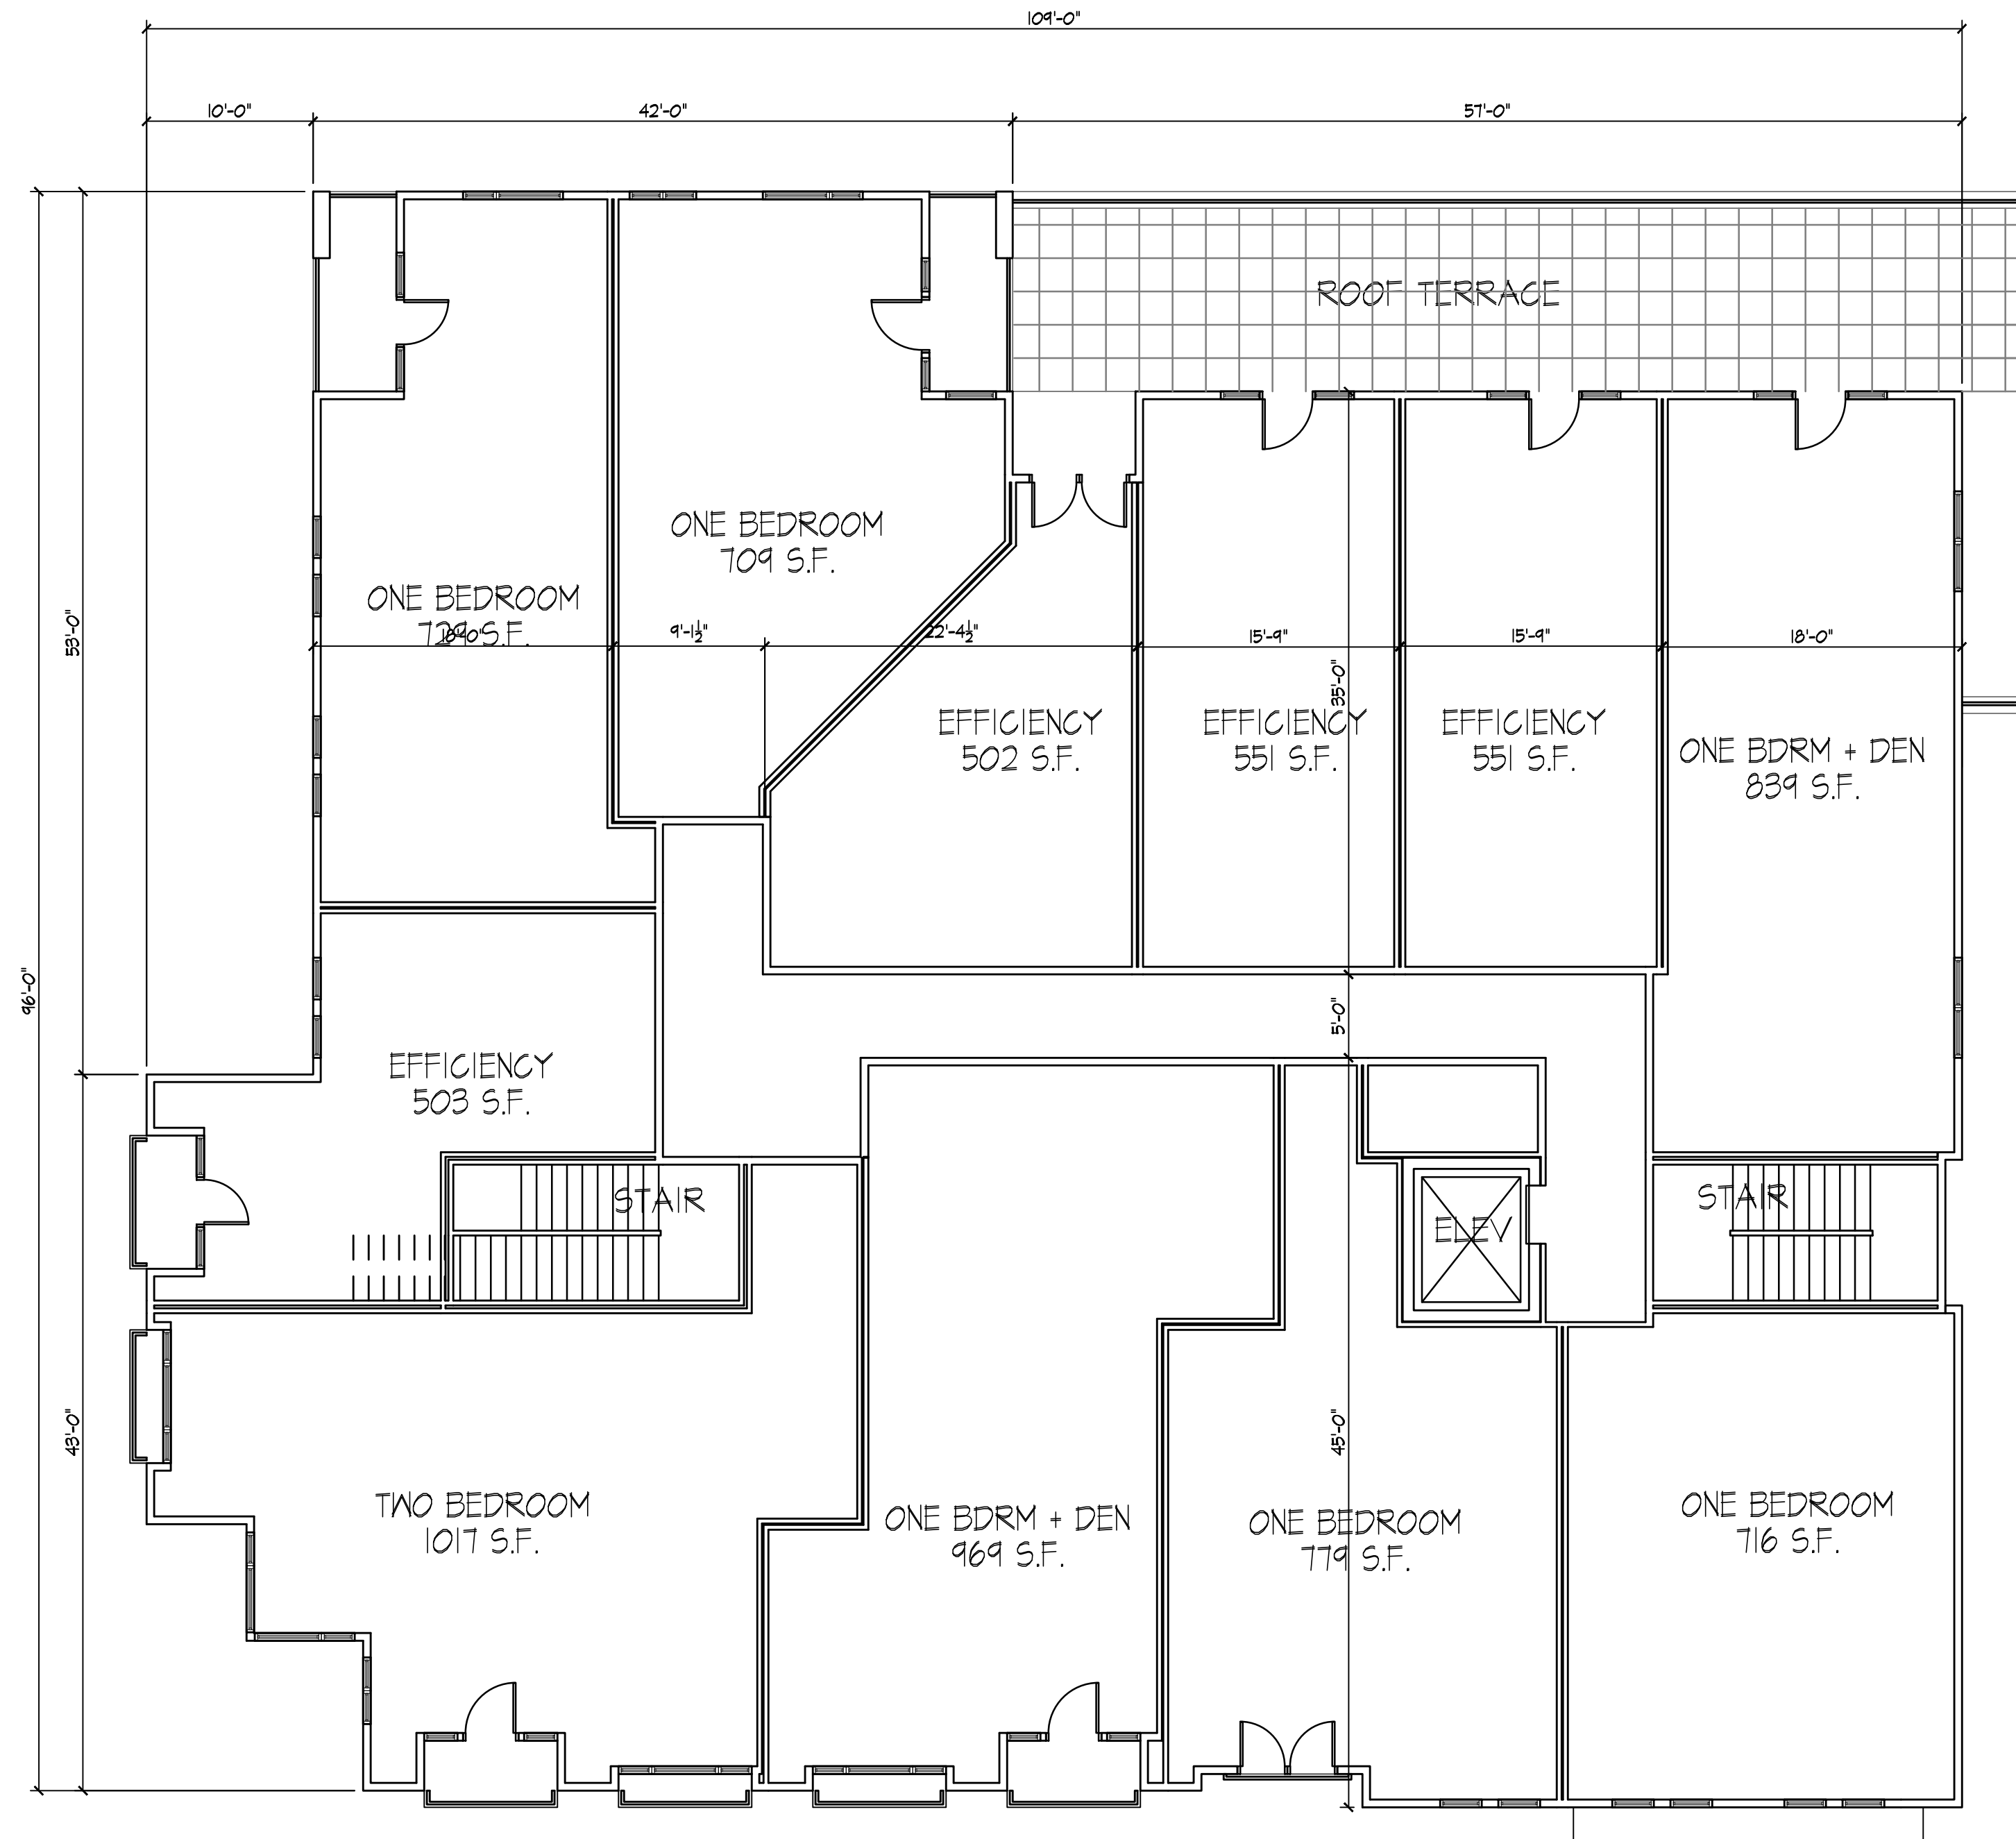 109'-0"
10'-0"
42'-0"
57'-0"
ROOF TERRACE
ONE BEDROOM
709 S.F.
ONE BEDROOM
729 S.F.
18'-0"
9'-1½"
22'-4½"
15'-9"
15'-9"
18'-0"
53'-0"
35'-0"
EFFICIENCY
502 S.F.
EFFICIENCY
551 S.F.
EFFICIENCY
551 S.F.
ONE BDRM + DEN
839 S.F.
96'-0"
5'-0"
EFFICIENCY
503 S.F.
STAIR
ELEV
STAIR
43'-0"
45'-0"
TWO BEDROOM
1017 S.F.
ONE BDRM + DEN
969 S.F.
ONE BEDROOM
779 S.F.
ONE BEDROOM
716 S.F.